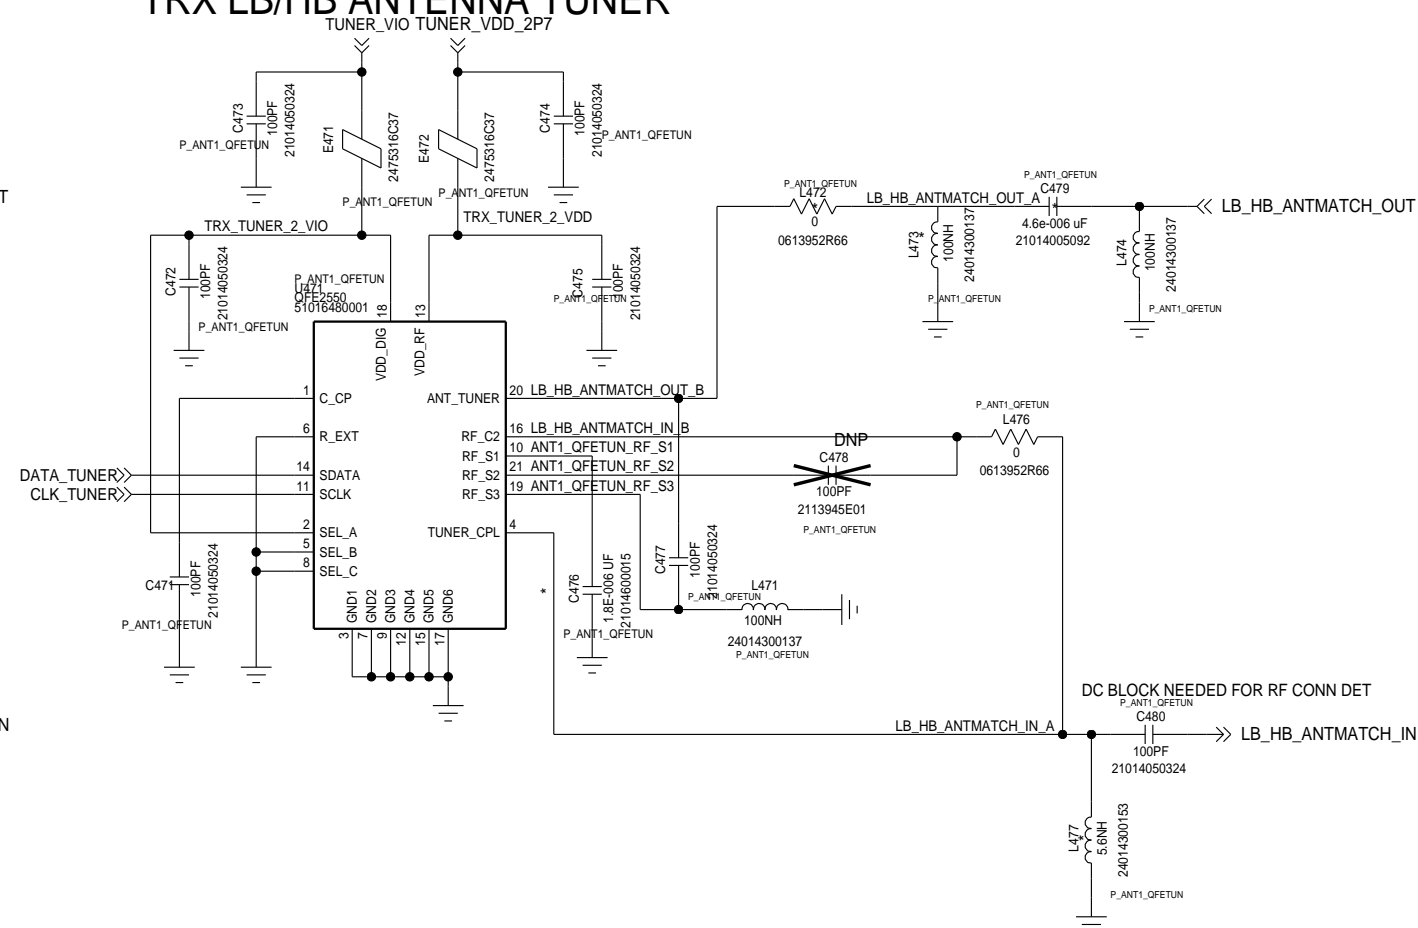 TRX LB/HB ANTENNA TUNER
TUNER_VIO TUNER_VDD_2P7
C473
100PF
21014050324
P_ANT1_QFETUN
E471
2475316C37
P_ANT1_QFETUN
E472
2475316C37
P_ANT1_QFETUN
C474
100PF
21014050324
P_ANT1_QFETUN
T
TRX_TUNER_2_VIO
TRX_TUNER_2_VDD
C472
100PF
21014050324
P_ANT1_QFETUN
P_ANT1_QFETUN
U471
QFE2550
51016480001
C475
100PF
21014050324
P_ANT1_QFETUN
P_ANT1_QFETUN
L472
*
0
0613952R66
LB_HB_ANTMATCH_OUT_A
P_ANT1_QFETUN
C479
*
4.6e-006 uF
21014005092
LB_HB_ANTMATCH_OUT
L473
*
100NH
24014300137
P_ANT1_QFETUN
L474
100NH
24014300137
P_ANT1_QFETUN
18
13
VDD_DIG
VDD_RF
1 C_CP
6 R_EXT
DATA_TUNER 14 SDATA
CLK_TUNER 11 SCLK
2 SEL_A
5 SEL_B
8 SEL_C
ANT_TUNER 20 LB_HB_ANTMATCH_OUT_B
RF_C2 16 LB_HB_ANTMATCH_IN_B
RF_S1 10 ANT1_QFETUN_RF_S1
RF_S2 21 ANT1_QFETUN_RF_S2
RF_S3 19 ANT1_QFETUN_RF_S3
TUNER_CPL 4
GND1
GND2
GND3
GND4
GND5
GND6
3
7
9
12
15
17
P_ANT1_QFETUN
L476
0
0613952R66
DNP
C478
100PF
2113945E01
P_ANT1_QFETUN
C471
100PF
21014050324
P_ANT1_QFETUN
*
C476
1.8E-006 UF
21014600015
P_ANT1_QFETUN
C477
100PF
21014050324
P_ANT1_QFETUN
L471
100NH
24014300137
P_ANT1_QFETUN
N
LB_HB_ANTMATCH_IN_A
DC BLOCK NEEDED FOR RF CONN DET
P_ANT1_QFETUN
C480
100PF
21014050324
LB_HB_ANTMATCH_IN
L477
*
5.6NH
24014300153
P_ANT1_QFETUN